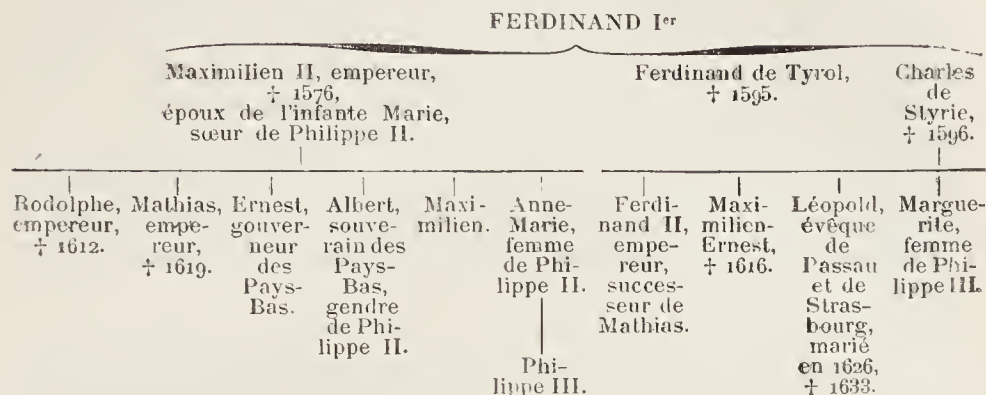 FERDINAND Iᵉʳ
Maximilien II, empereur,
† 1576,
époux de l'infante Marie,
sœur de Philippe II.
Ferdinand de Tyrol,
† 1595.
Charles
de
Styrie,
† 1596.
Rodolphe,
empereur,
† 1612.
Mathias,
empe-
reur,
† 1619.
Ernest,
gouver-
neur
des
Pays-
Bas.
Albert,
souve-
rain des
Pays-
Bas,
gendre
de Phi-
lippe II.
Maxi-
milien.
Anne-
Marie,
femme
de Phi-
lippe II.
Phi-
lippe III.
Ferdi-
nand II,
empe-
reur,
succes-
seur de
Mathias.
Maxi-
milien-
Ernest,
† 1616.
Léopold,
évêque
de
Passau
et de
Stras-
bourg,
marié
en 1626,
† 1633.
Margue-
rite,
femme
de Phi-
lippe III.